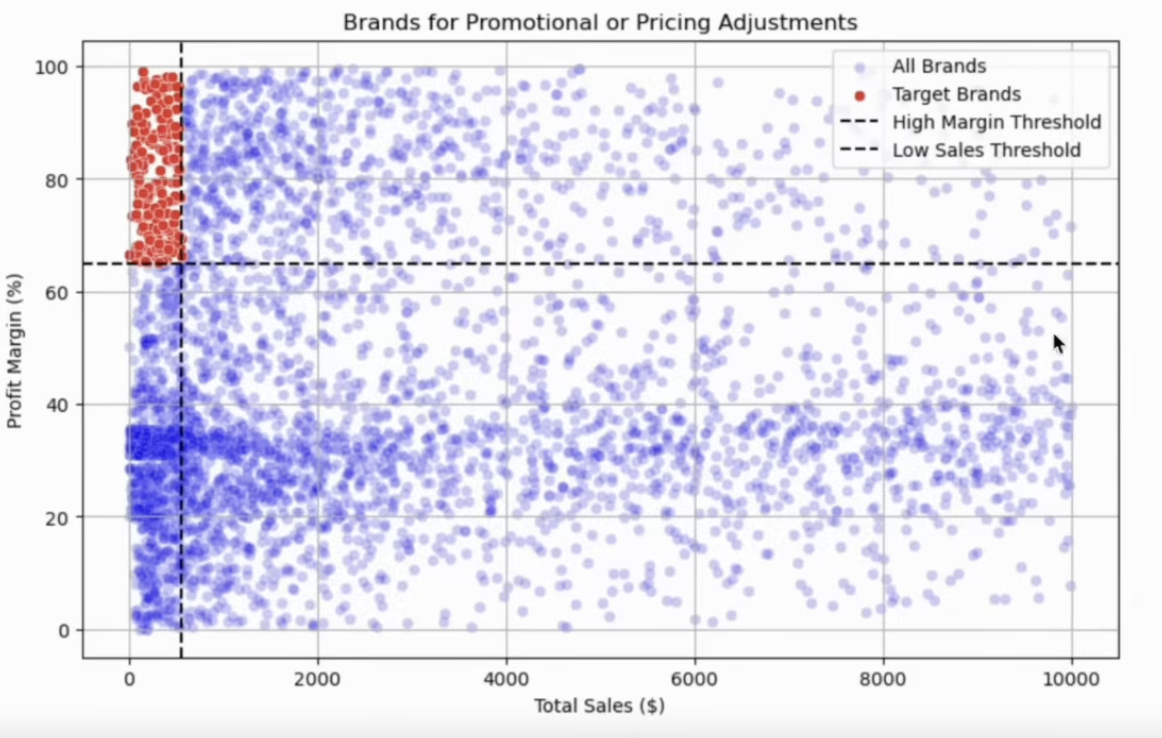 Brands for Promotional or Pricing Adjustments
All Brands
Target Brands
High Margin Threshold
Low Sales Threshold
100
80
60
40
20
0
Profit Margin (%)
0 2000 4000 6000 8000 10000
Total Sales ($)